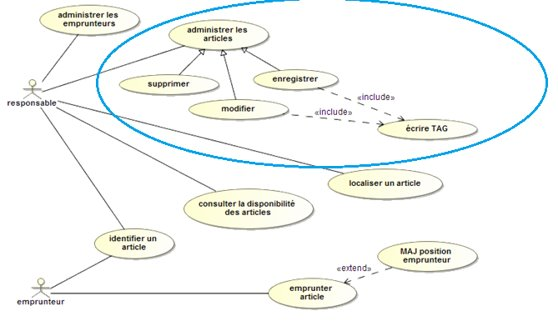 administrer les
emprunteurs
administrer les
articles
supprimer
enregistrer
modifier
«include»
«include»
écrire TAG
responsable
localiser un article
consulter la disponibilité
des articles
identifier un
article
MAJ position
emprunteur
«extend»
emprunter
article
emprunteur